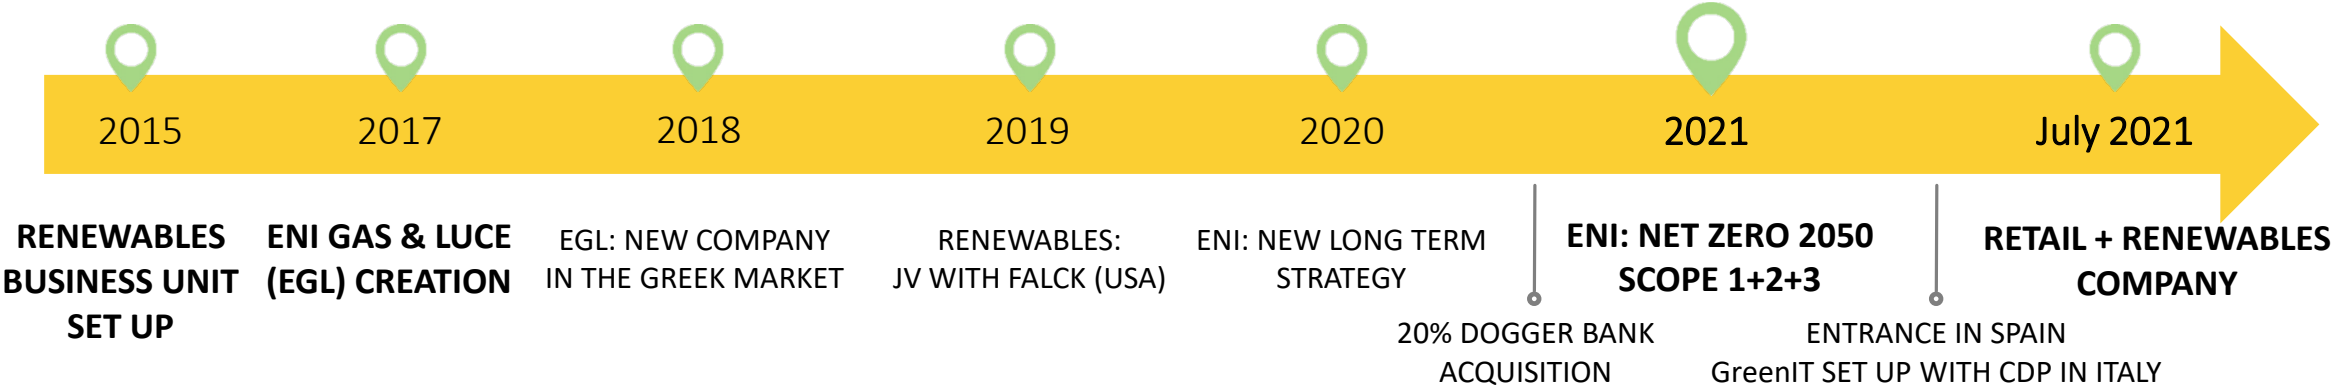 2015
2017
2018
2019
2020
2021
July 2021
RENEWABLES
BUSINESS UNIT
SET UP
ENI GAS & LUCE
(EGL) CREATION
EGL: NEW COMPANY
IN THE GREEK MARKET
RENEWABLES:
JV WITH FALCK (USA)
ENI: NEW LONG TERM
STRATEGY
20% DOGGER BANK
ACQUISITION
ENI: NET ZERO 2050
SCOPE 1+2+3
ENTRANCE IN SPAIN
GreenIT SET UP WITH CDP IN ITALY
RETAIL + RENEWABLES
COMPANY